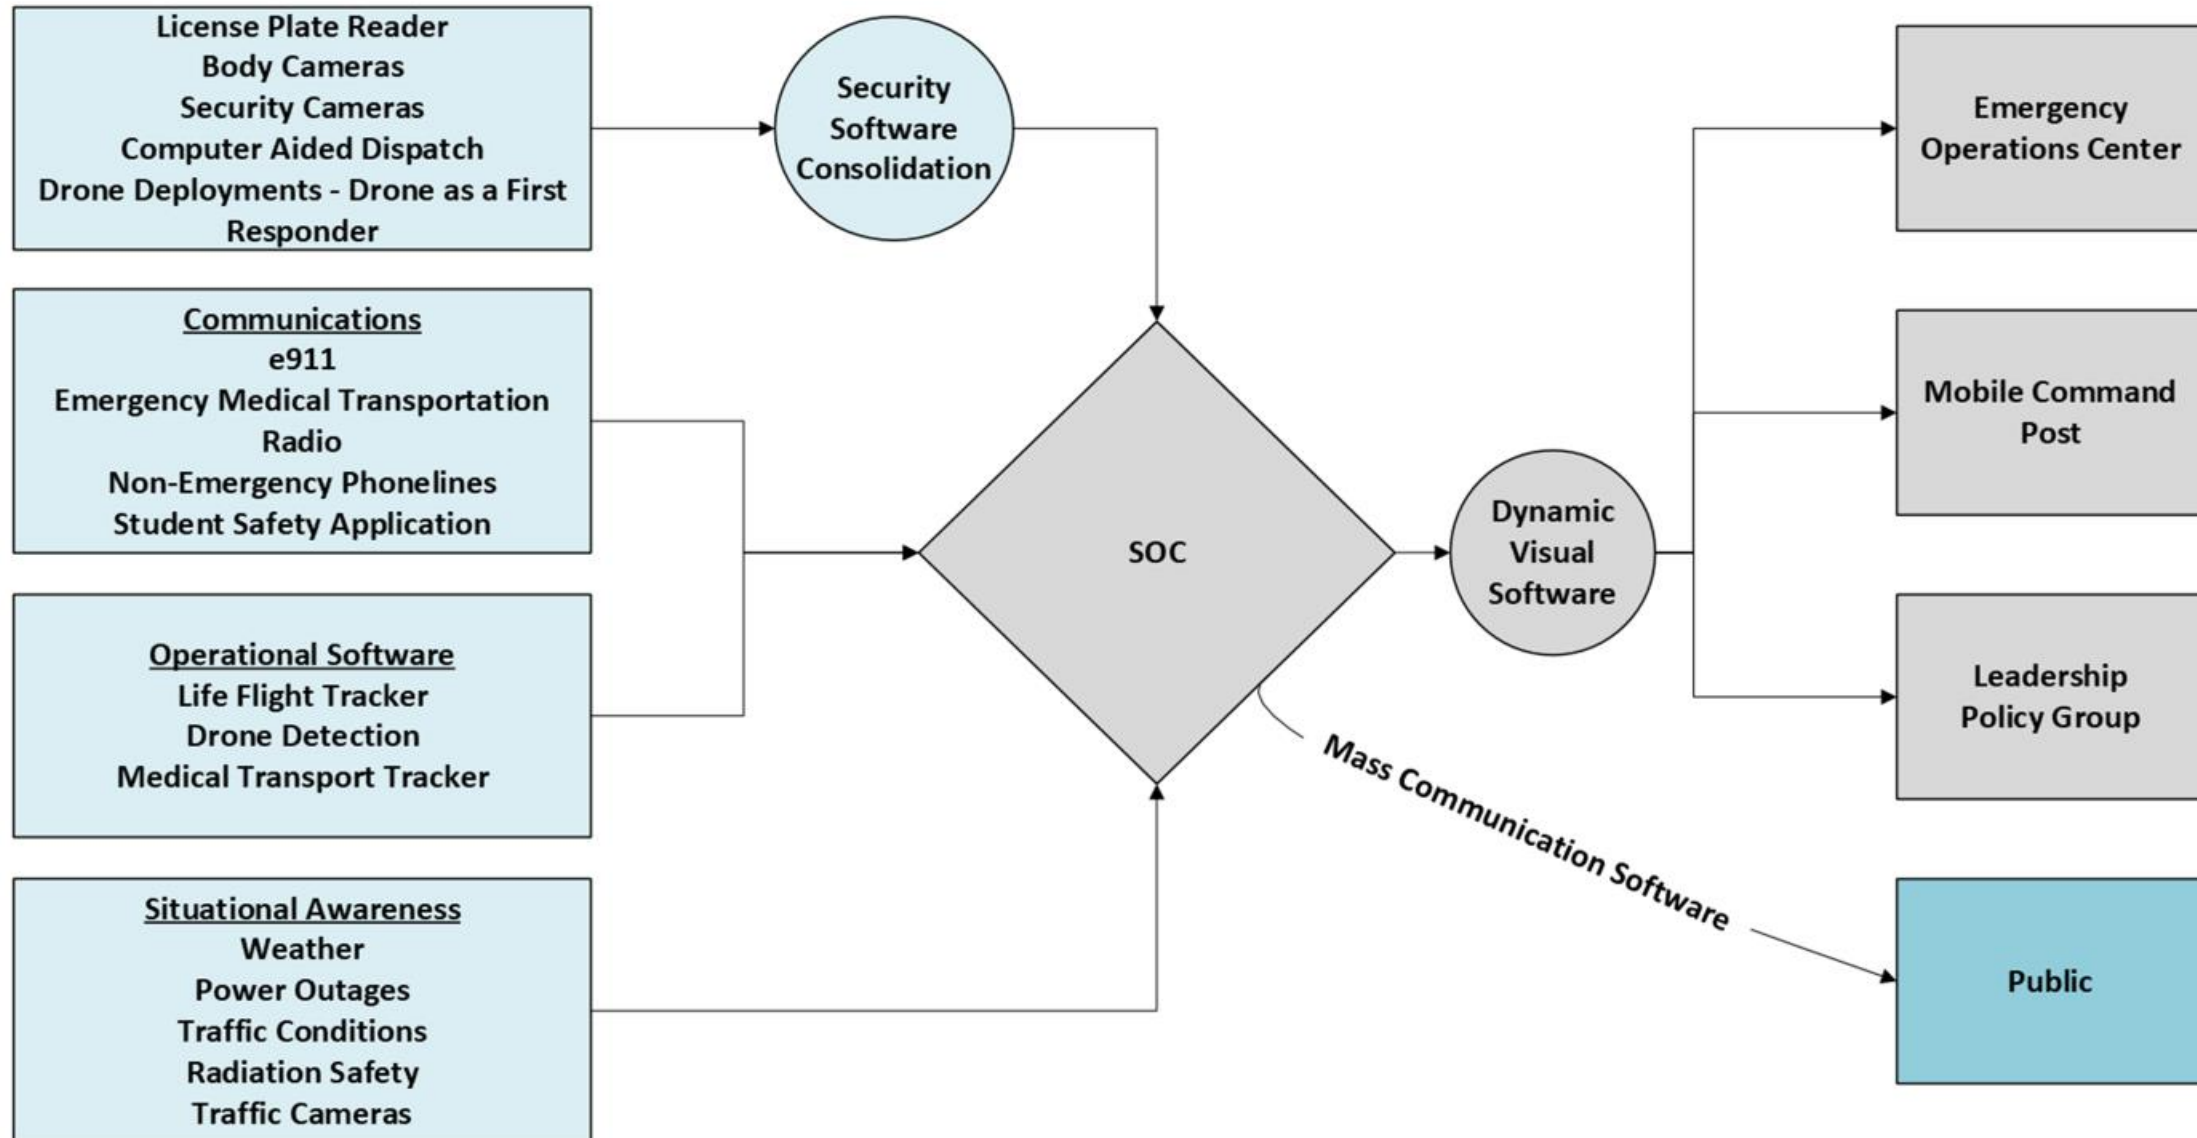 License Plate Reader
Body Cameras
Security Cameras
Computer Aided Dispatch
Drone Deployments - Drone as a First
Responder
Security
Software
Consolidation
Communications
e911
Emergency Medical Transportation
Radio
Non-Emergency Phonelines
Student Safety Application
Operational Software
Life Flight Tracker
Drone Detection
Medical Transport Tracker
Situational Awareness
Weather
Power Outages
Traffic Conditions
Radiation Safety
Traffic Cameras
SOC
Dynamic
Visual
Software
Mass Communication Software
Emergency
Operations Center
Mobile Command
Post
Leadership
Policy Group
Public